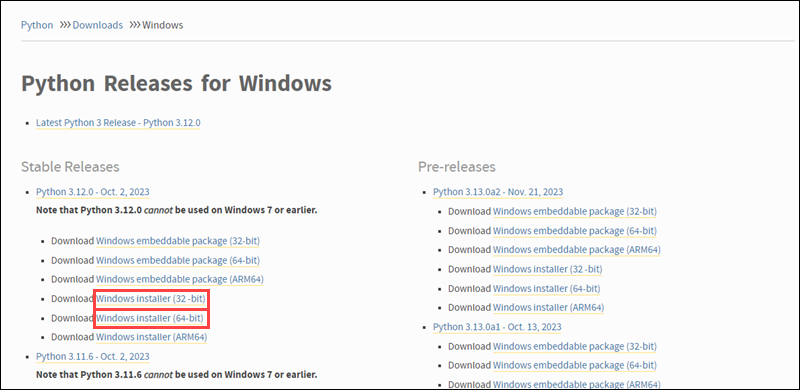 Python >>> Downloads >>> Windows
Python Releases for Windows
Latest Python 3 Release - Python 3.12.0
Stable Releases
Python 3.12.0 - Oct. 2, 2023
Note that Python 3.12.0 cannot be used on Windows 7 or earlier.
Download Windows embeddable package (32-bit)
Download Windows embeddable package (64-bit)
Download Windows embeddable package (ARM64)
Download Windows installer (32 -bit)
Download Windows installer (64-bit)
Download Windows installer (ARM64)
Python 3.11.6 - Oct. 2, 2023
Note that Python 3.11.6 cannot be used on Windows 7 or earlier.
Pre-releases
Python 3.13.0a2 - Nov. 21, 2023
Download Windows embeddable package (32-bit)
Download Windows embeddable package (64-bit)
Download Windows embeddable package (ARM64)
Download Windows installer (32 -bit)
Download Windows installer (64-bit)
Download Windows installer (ARM64)
Python 3.13.0a1 - Oct. 13, 2023
Download Windows embeddable package (32-bit)
Download Windows embeddable package (64-bit)
Download Windows embeddable package (ARM64)